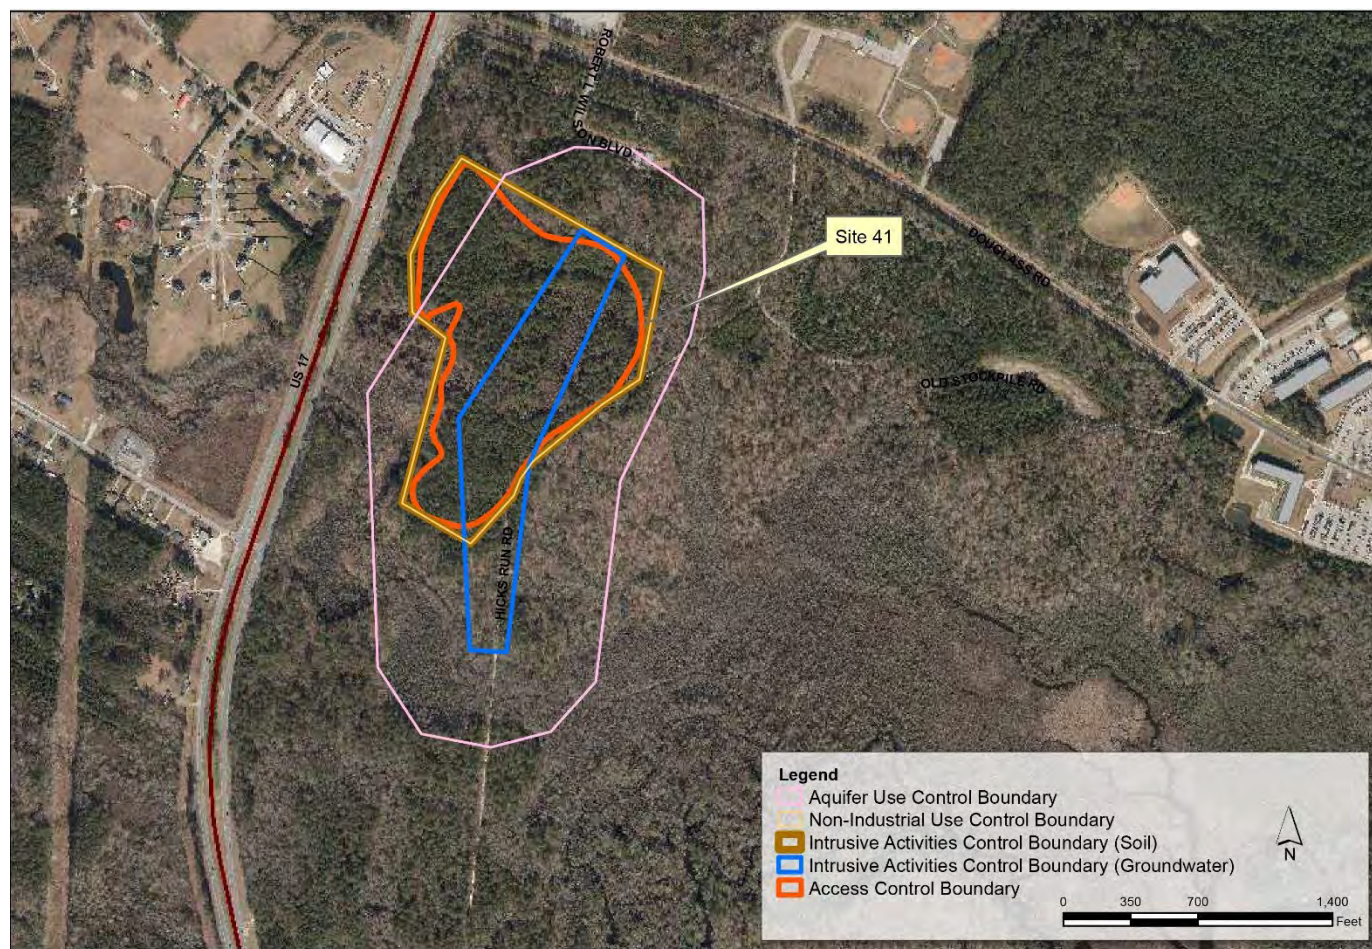 ROBERT L WILSON BLVD
Site 41
DOUGLASS RD
US 17
OLD STOCKPILE RD
HICKS RUN RD
Legend
Aquifer Use Control Boundary
Non-Industrial Use Control Boundary
Intrusive Activities Control Boundary (Soil)
Intrusive Activities Control Boundary (Groundwater)
Access Control Boundary
N
0 350 700 1,400
Feet